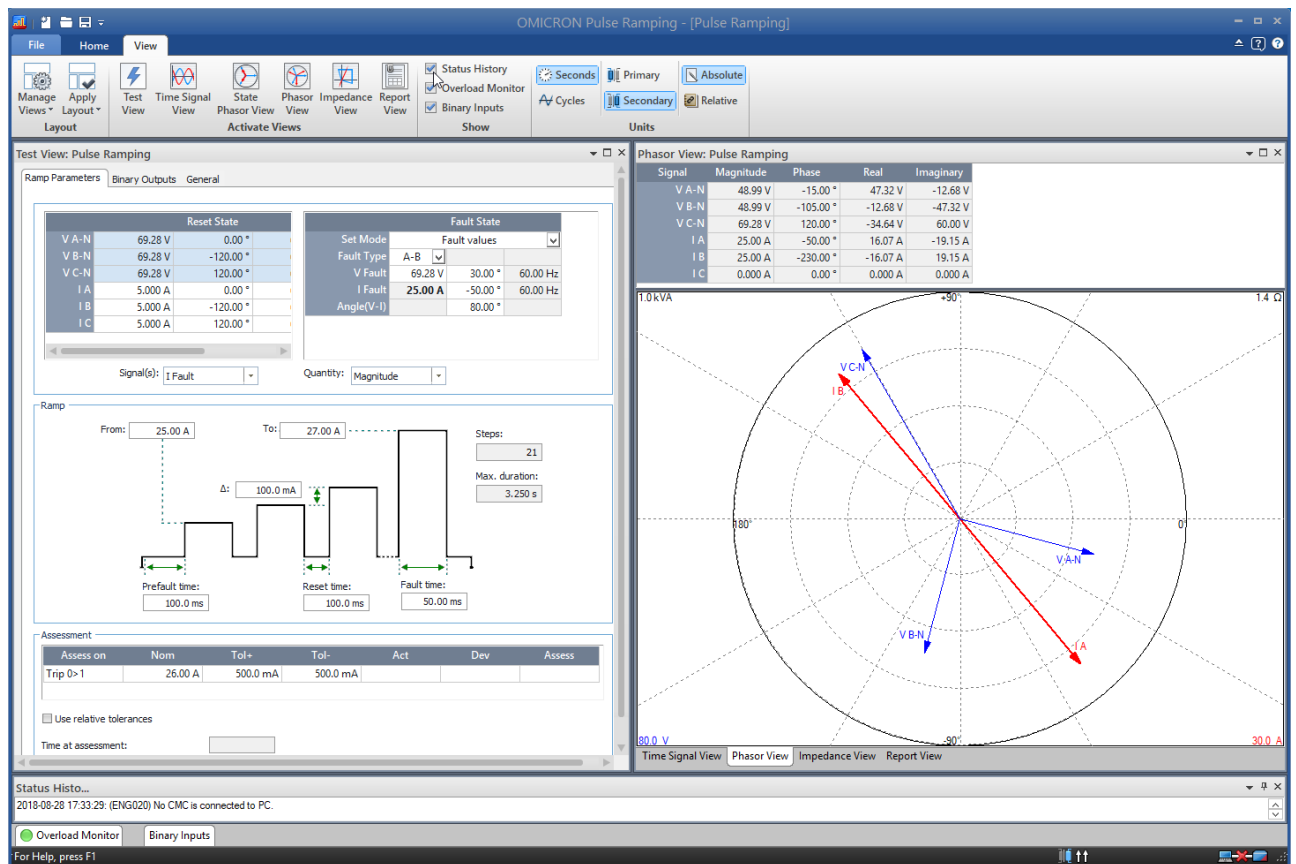 OMICRON Pulse Ramping - [Pulse Ramping]
File Home View
Manage Views Apply Layout
Layout
Test View Time Signal View State Phasor View Phasor View Impedance View Report View
Activate Views
Status History
Overload Monitor
Binary Inputs
Show
Seconds Primary Absolute
Cycles Secondary Relative
Units
Test View: Pulse Ramping
Ramp Parameters Binary Outputs General
Reset State
V A-N 69.28 V 0.00 °
V B-N 69.28 V -120.00 °
V C-N 69.28 V 120.00 °
I A 5.000 A 0.00 °
I B 5.000 A -120.00 °
I C 5.000 A 120.00 °
Fault State
Set Mode Fault values
Fault Type A-B
V Fault 69.28 V 30.00 ° 60.00 Hz
I Fault 25.00 A -50.00 ° 60.00 Hz
Angle(V-I) 80.00 °
Signal(s): I Fault Quantity: Magnitude
Ramp
From: 25.00 A To: 27.00 A Steps:
21
Max. duration:
3.250 s
Δ: 100.0 mA
Prefault time: Reset time: Fault time:
100.0 ms 100.0 ms 50.00 ms
Assessment
Assess on Nom Tol+ Tol- Act Dev Assess
Trip 0>1 26.00 A 500.0 mA 500.0 mA
Use relative tolerances
Time at assessment:
Phasor View: Pulse Ramping
Signal Magnitude Phase Real Imaginary
V A-N 48.99 V -15.00 ° 47.32 V -12.68 V
V B-N 48.99 V -105.00 ° -12.68 V -47.32 V
V C-N 69.28 V 120.00 ° -34.64 V 60.00 V
I A 25.00 A -50.00 ° 16.07 A -19.15 A
I B 25.00 A -230.00 ° -16.07 A 19.15 A
I C 0.000 A 0.00 ° 0.000 A 0.000 A
1.0 kVA +90° 1.4 Ω
V C-N
I B
180° 0°
V A-N
V B-N
I A
80.0 V -90° 30.0 A
Time Signal View Phasor View Impedance View Report View
Status Histo...
2018-08-28 17:33:29: (ENG020) No CMC is connected to PC.
Overload Monitor Binary Inputs
For Help, press F1